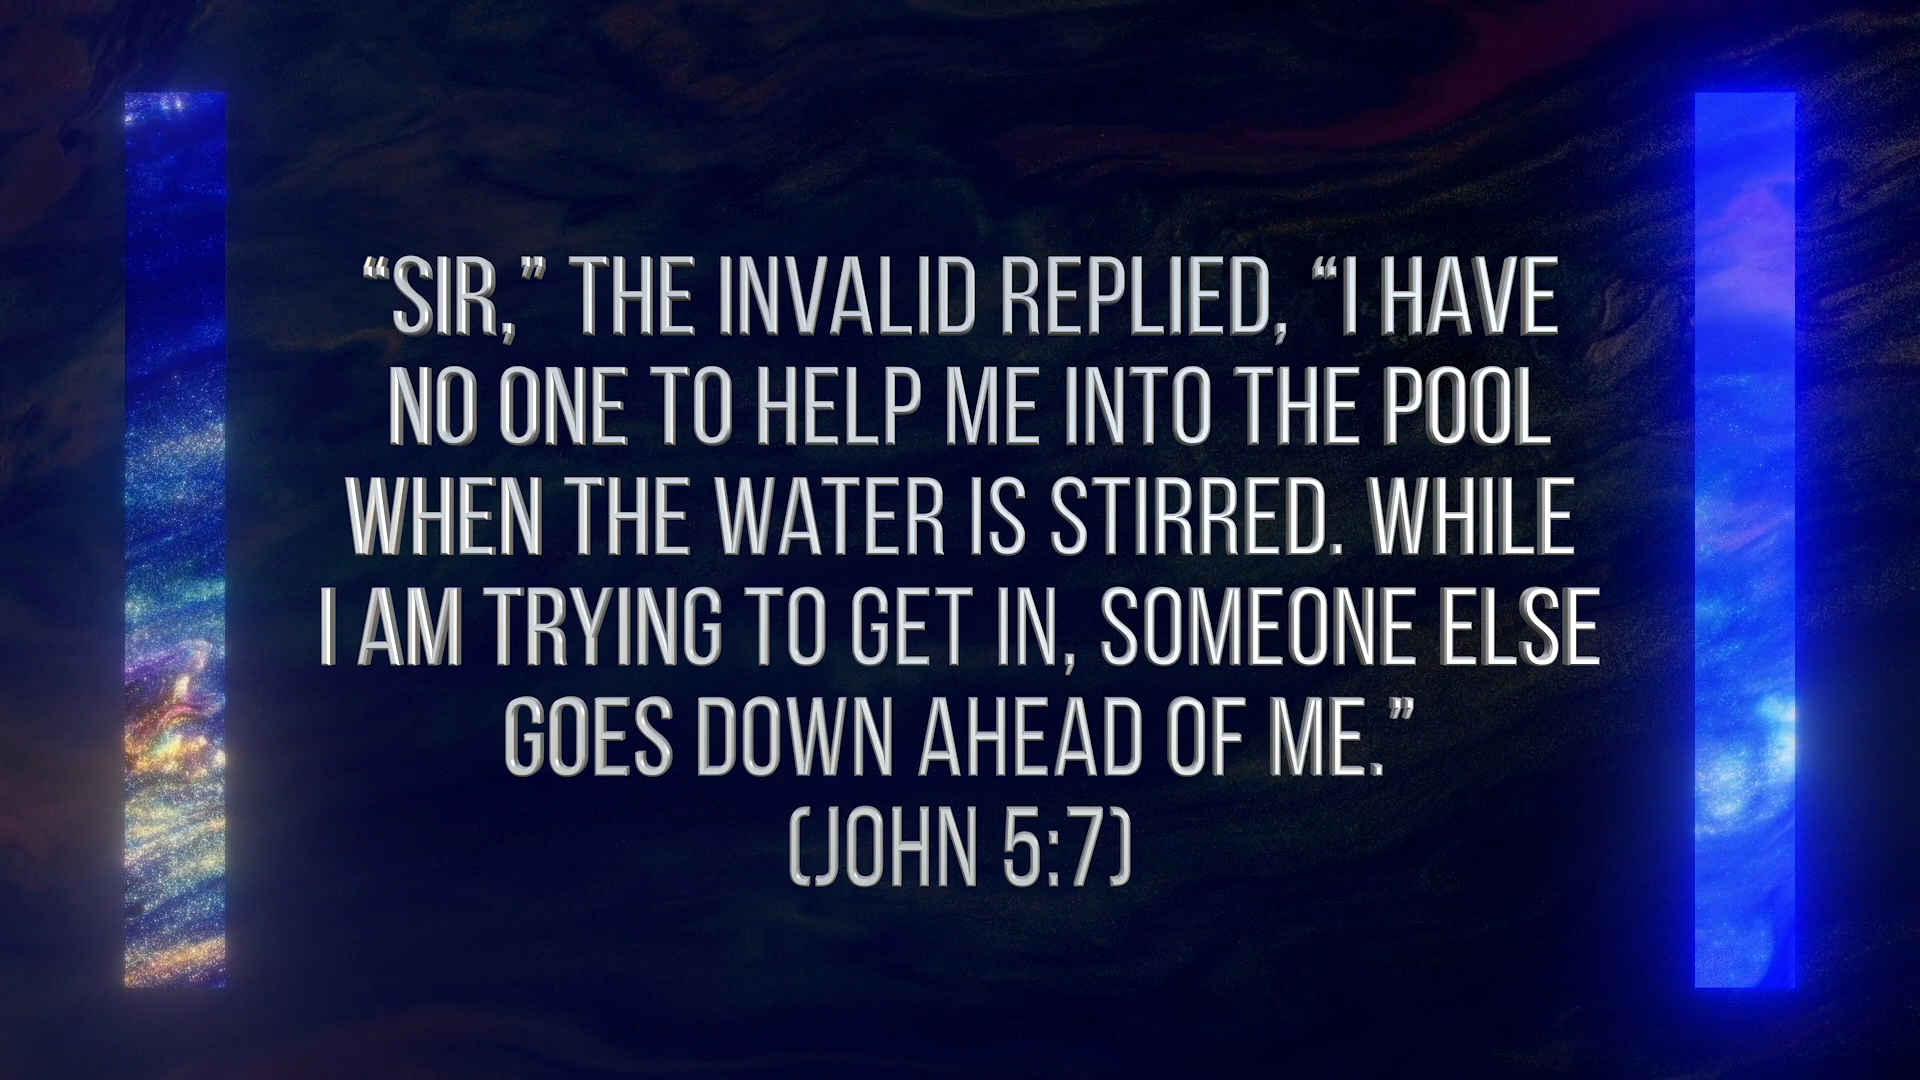 “SIR,” THE INVALID REPLIED, “I HAVE
NO ONE TO HELP ME INTO THE POOL
WHEN THE WATER IS STIRRED. WHILE
I AM TRYING TO GET IN, SOMEONE ELSE
GOES DOWN AHEAD OF ME.”
(JOHN 5:7)